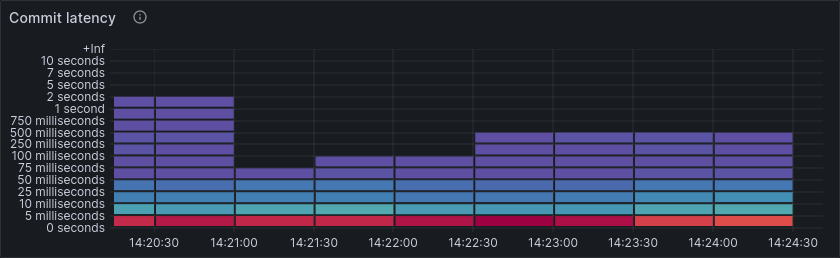 Commit latency
+Inf
10 seconds
7 seconds
5 seconds
2 seconds
1 second
750 milliseconds
500 milliseconds
250 milliseconds
100 milliseconds
75 milliseconds
50 milliseconds
25 milliseconds
10 milliseconds
5 milliseconds
0 seconds
14:20:30 14:21:00 14:21:30 14:22:00 14:22:30 14:23:00 14:23:30 14:24:00 14:24:30